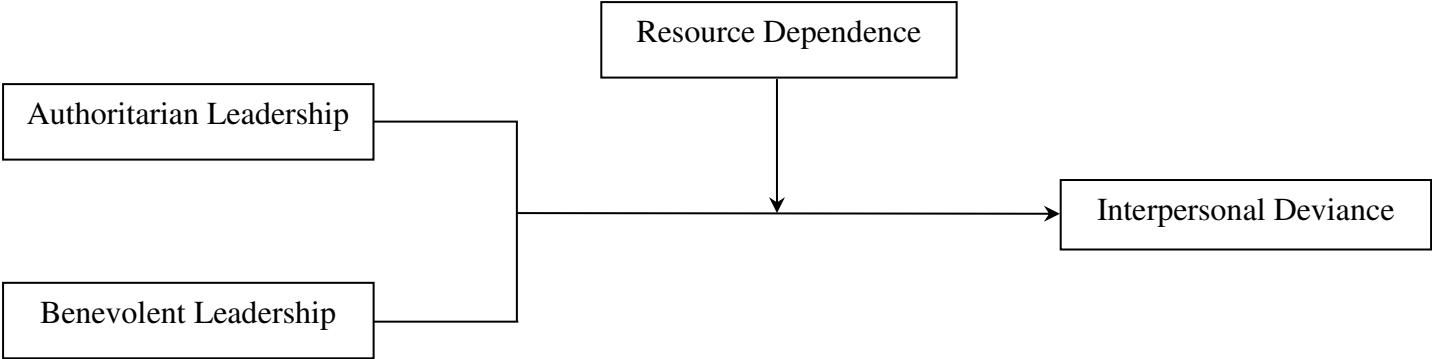 Resource Dependence
Authoritarian Leadership
Interpersonal Deviance
Benevolent Leadership